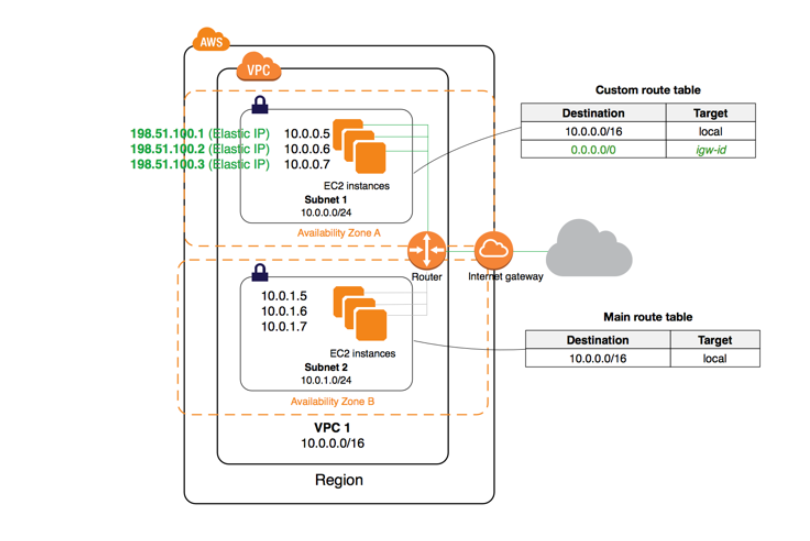 AWS
VPC
Custom route table
Destination Target
10.0.0.0/16 local
0.0.0.0/0 igw-id
198.51.100.1 (Elastic IP) 10.0.0.5
198.51.100.2 (Elastic IP) 10.0.0.6
198.51.100.3 (Elastic IP) 10.0.0.7
EC2 instances
Subnet 1
10.0.0.0/24
Availability Zone A
Router
Internet gateway
10.0.1.5
10.0.1.6
10.0.1.7
EC2 instances
Subnet 2
10.0.1.0/24
Availability Zone B
Main route table
Destination Target
10.0.0.0/16 local
VPC 1
10.0.0.0/16
Region